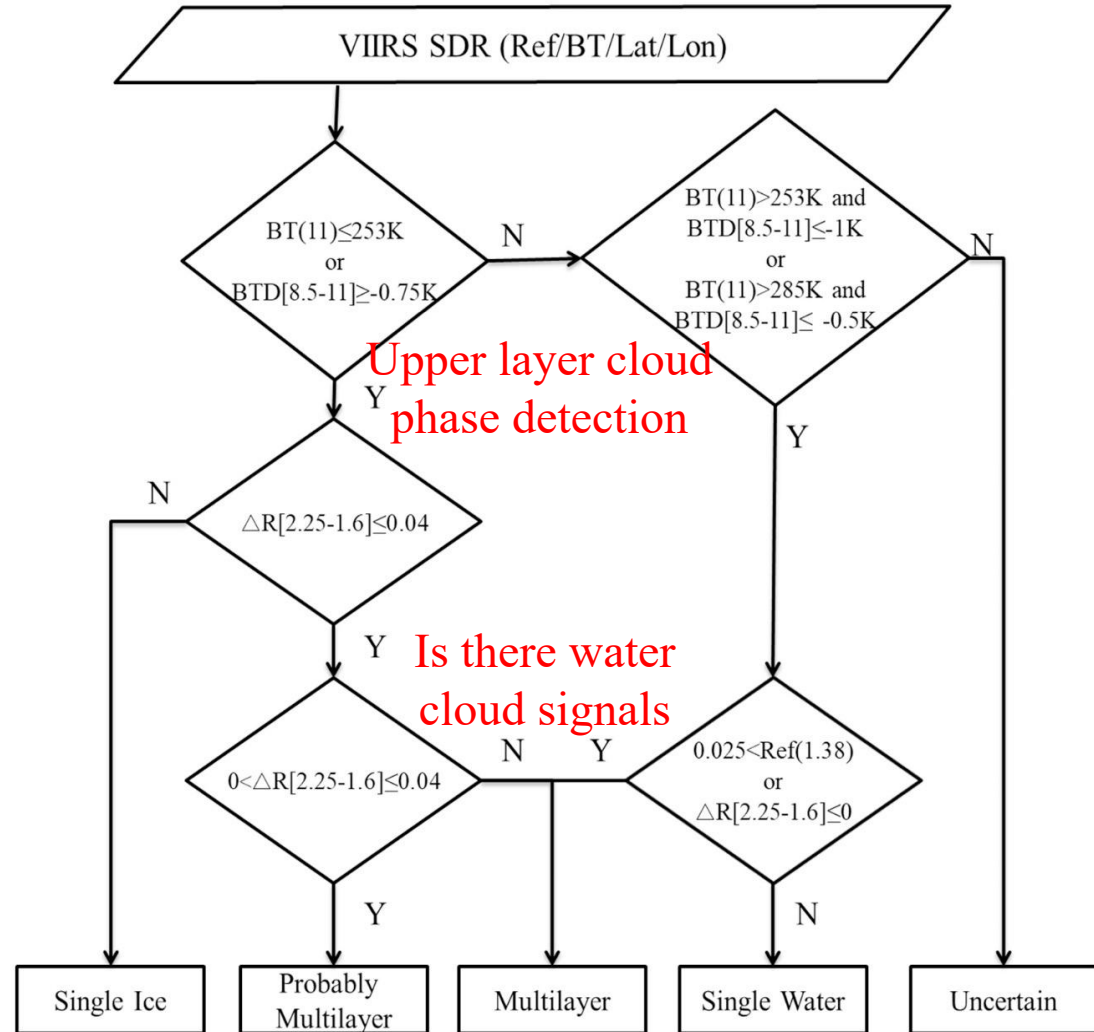 VIIRS SDR (Ref/BT/Lat/Lon)
BT(11)≤253K
or
BTD[8.5-11]≥-0.75K
N
BT(11)>253K and
BTD[8.5-11]≤-1K
or
BT(11)>285K and
BTD[8.5-11]≤ -0.5K
N
Upper layer cloud
phase detection
Y
Y
N
△R[2.25-1.6]≤0.04
Y
Is there water
cloud signals
0<△R[2.25-1.6]≤0.04
N
Y
0.025<Ref(1.38)
or
△R[2.25-1.6]≤0
Y
N
Single Ice
Probably
Multilayer
Multilayer
Single Water
Uncertain